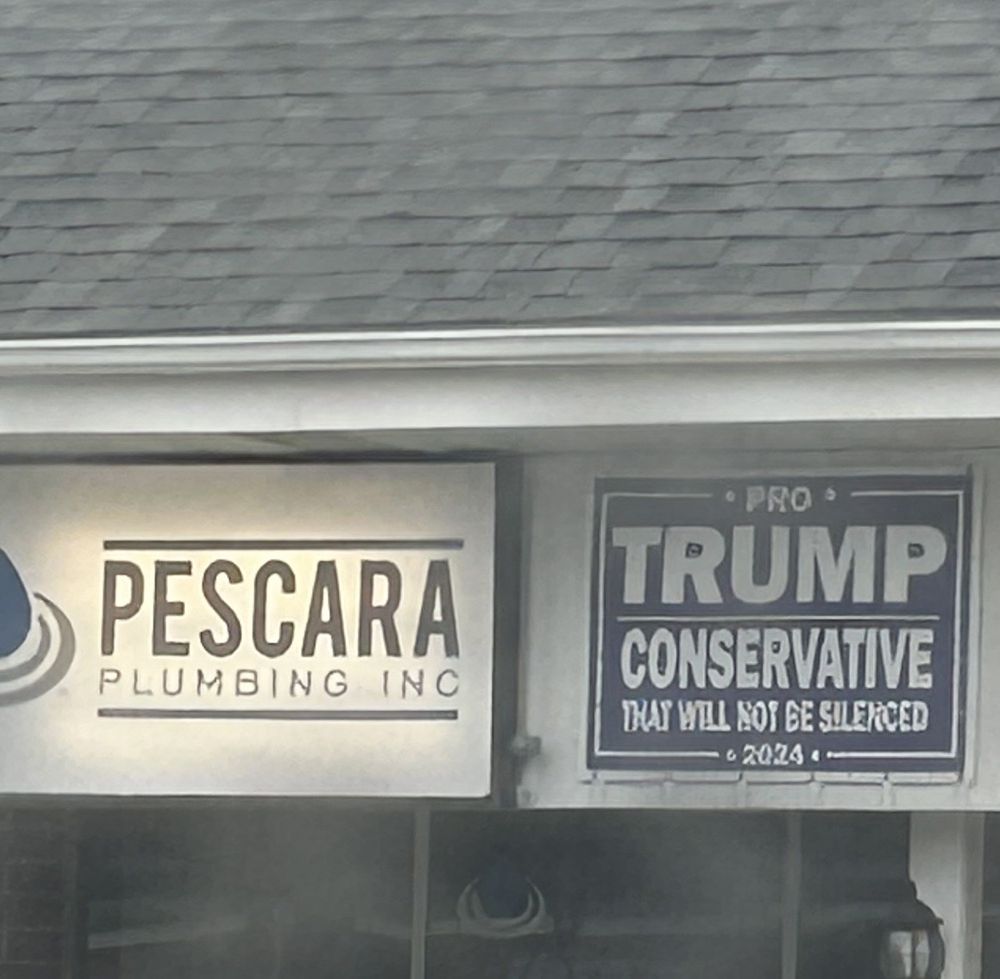 PESCARA
PLUMBING INC
PRO
TRUMP
CONSERVATIVE
THAT WILL NOT BE SILENCED
2024